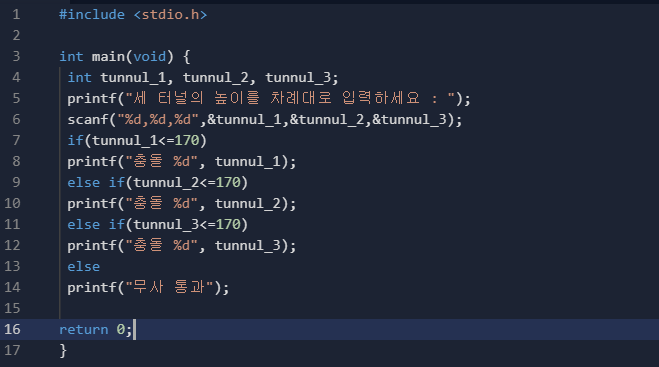 1 #include <stdio.h>
2
3 int main(void) {
4 int tunnul_1, tunnul_2, tunnul_3;
5 printf("세 터널의 높이를 차례대로 입력하세요 : ");
6 scanf("%d,%d,%d",&tunnul_1,&tunnul_2,&tunnul_3);
7 if(tunnul_1<=170)
8 printf("충돌 %d", tunnul_1);
9 else if(tunnul_2<=170)
10 printf("충돌 %d", tunnul_2);
11 else if(tunnul_3<=170)
12 printf("충돌 %d", tunnul_3);
13 else
14 printf("무사 통과");
15
16 return 0;
17 }